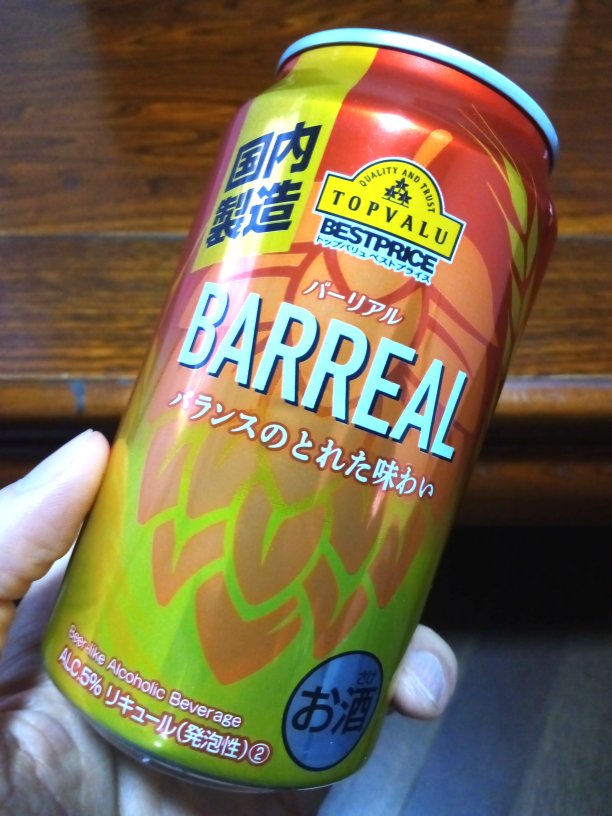 国内
製造
QUALITY AND TRUST
TOPVALU
BESTPRICE
トップバリュ ベストプライス
バーリアル
BARREAL
バランスのとれた味わい
Beer-like Alcoholic Beverage
ALC.5% リキュール(発泡性)②
さけ
お酒